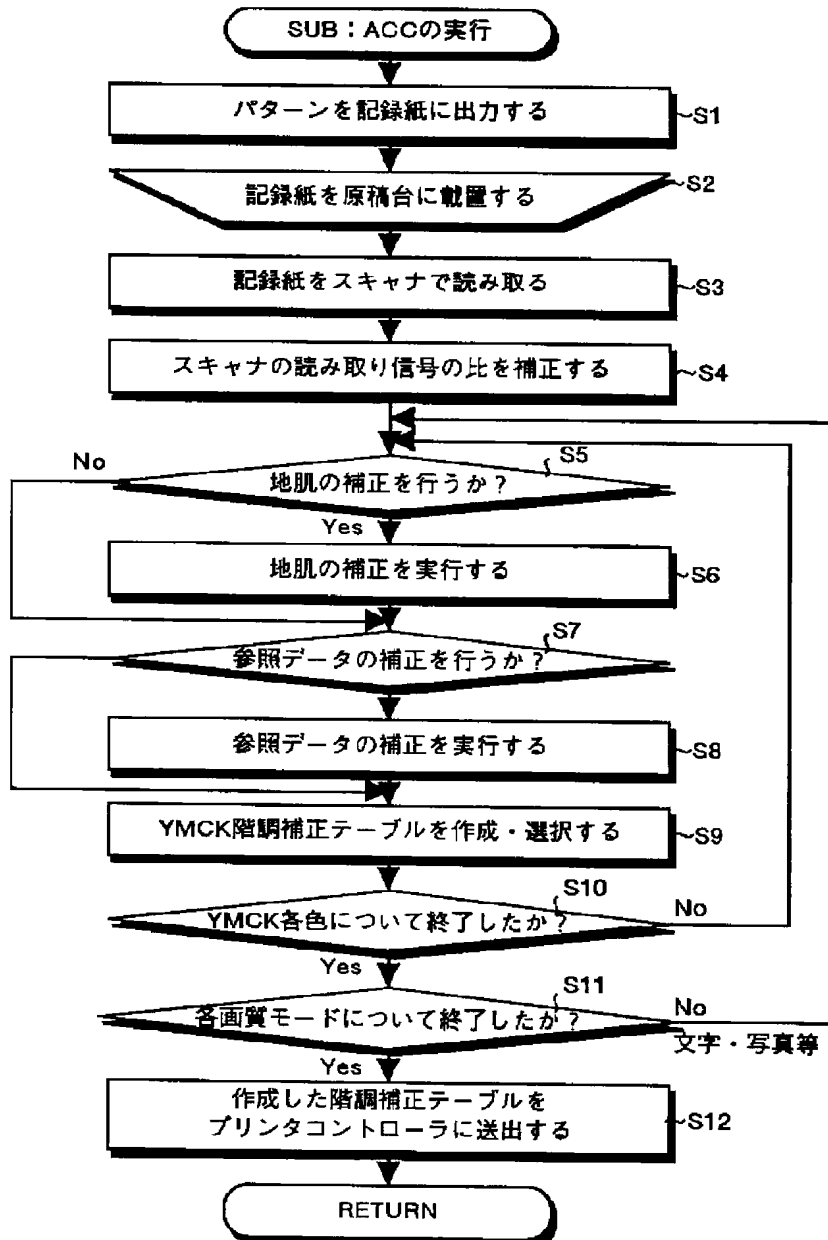 SUB：ACCの実行
パターンを記録紙に出力する
~S1
記録紙を原稿台に載置する
~S2
記録紙をスキャナで読み取る
~S3
スキャナの読み取り信号の比を補正する
~S4
No
S5
地肌の補正を行うか？
Yes
地肌の補正を実行する
~S6
S7
参照データの補正を行うか？
参照データの補正を実行する
~S8
YMCK階調補正テーブルを作成・選択する
~S9
S10
YMCK各色について終了したか？
No
Yes
S11
各画質モードについて終了したか？
No
文字・写真等
Yes
作成した階調補正テーブルを
プリンタコントローラに送出する
~S12
RETURN